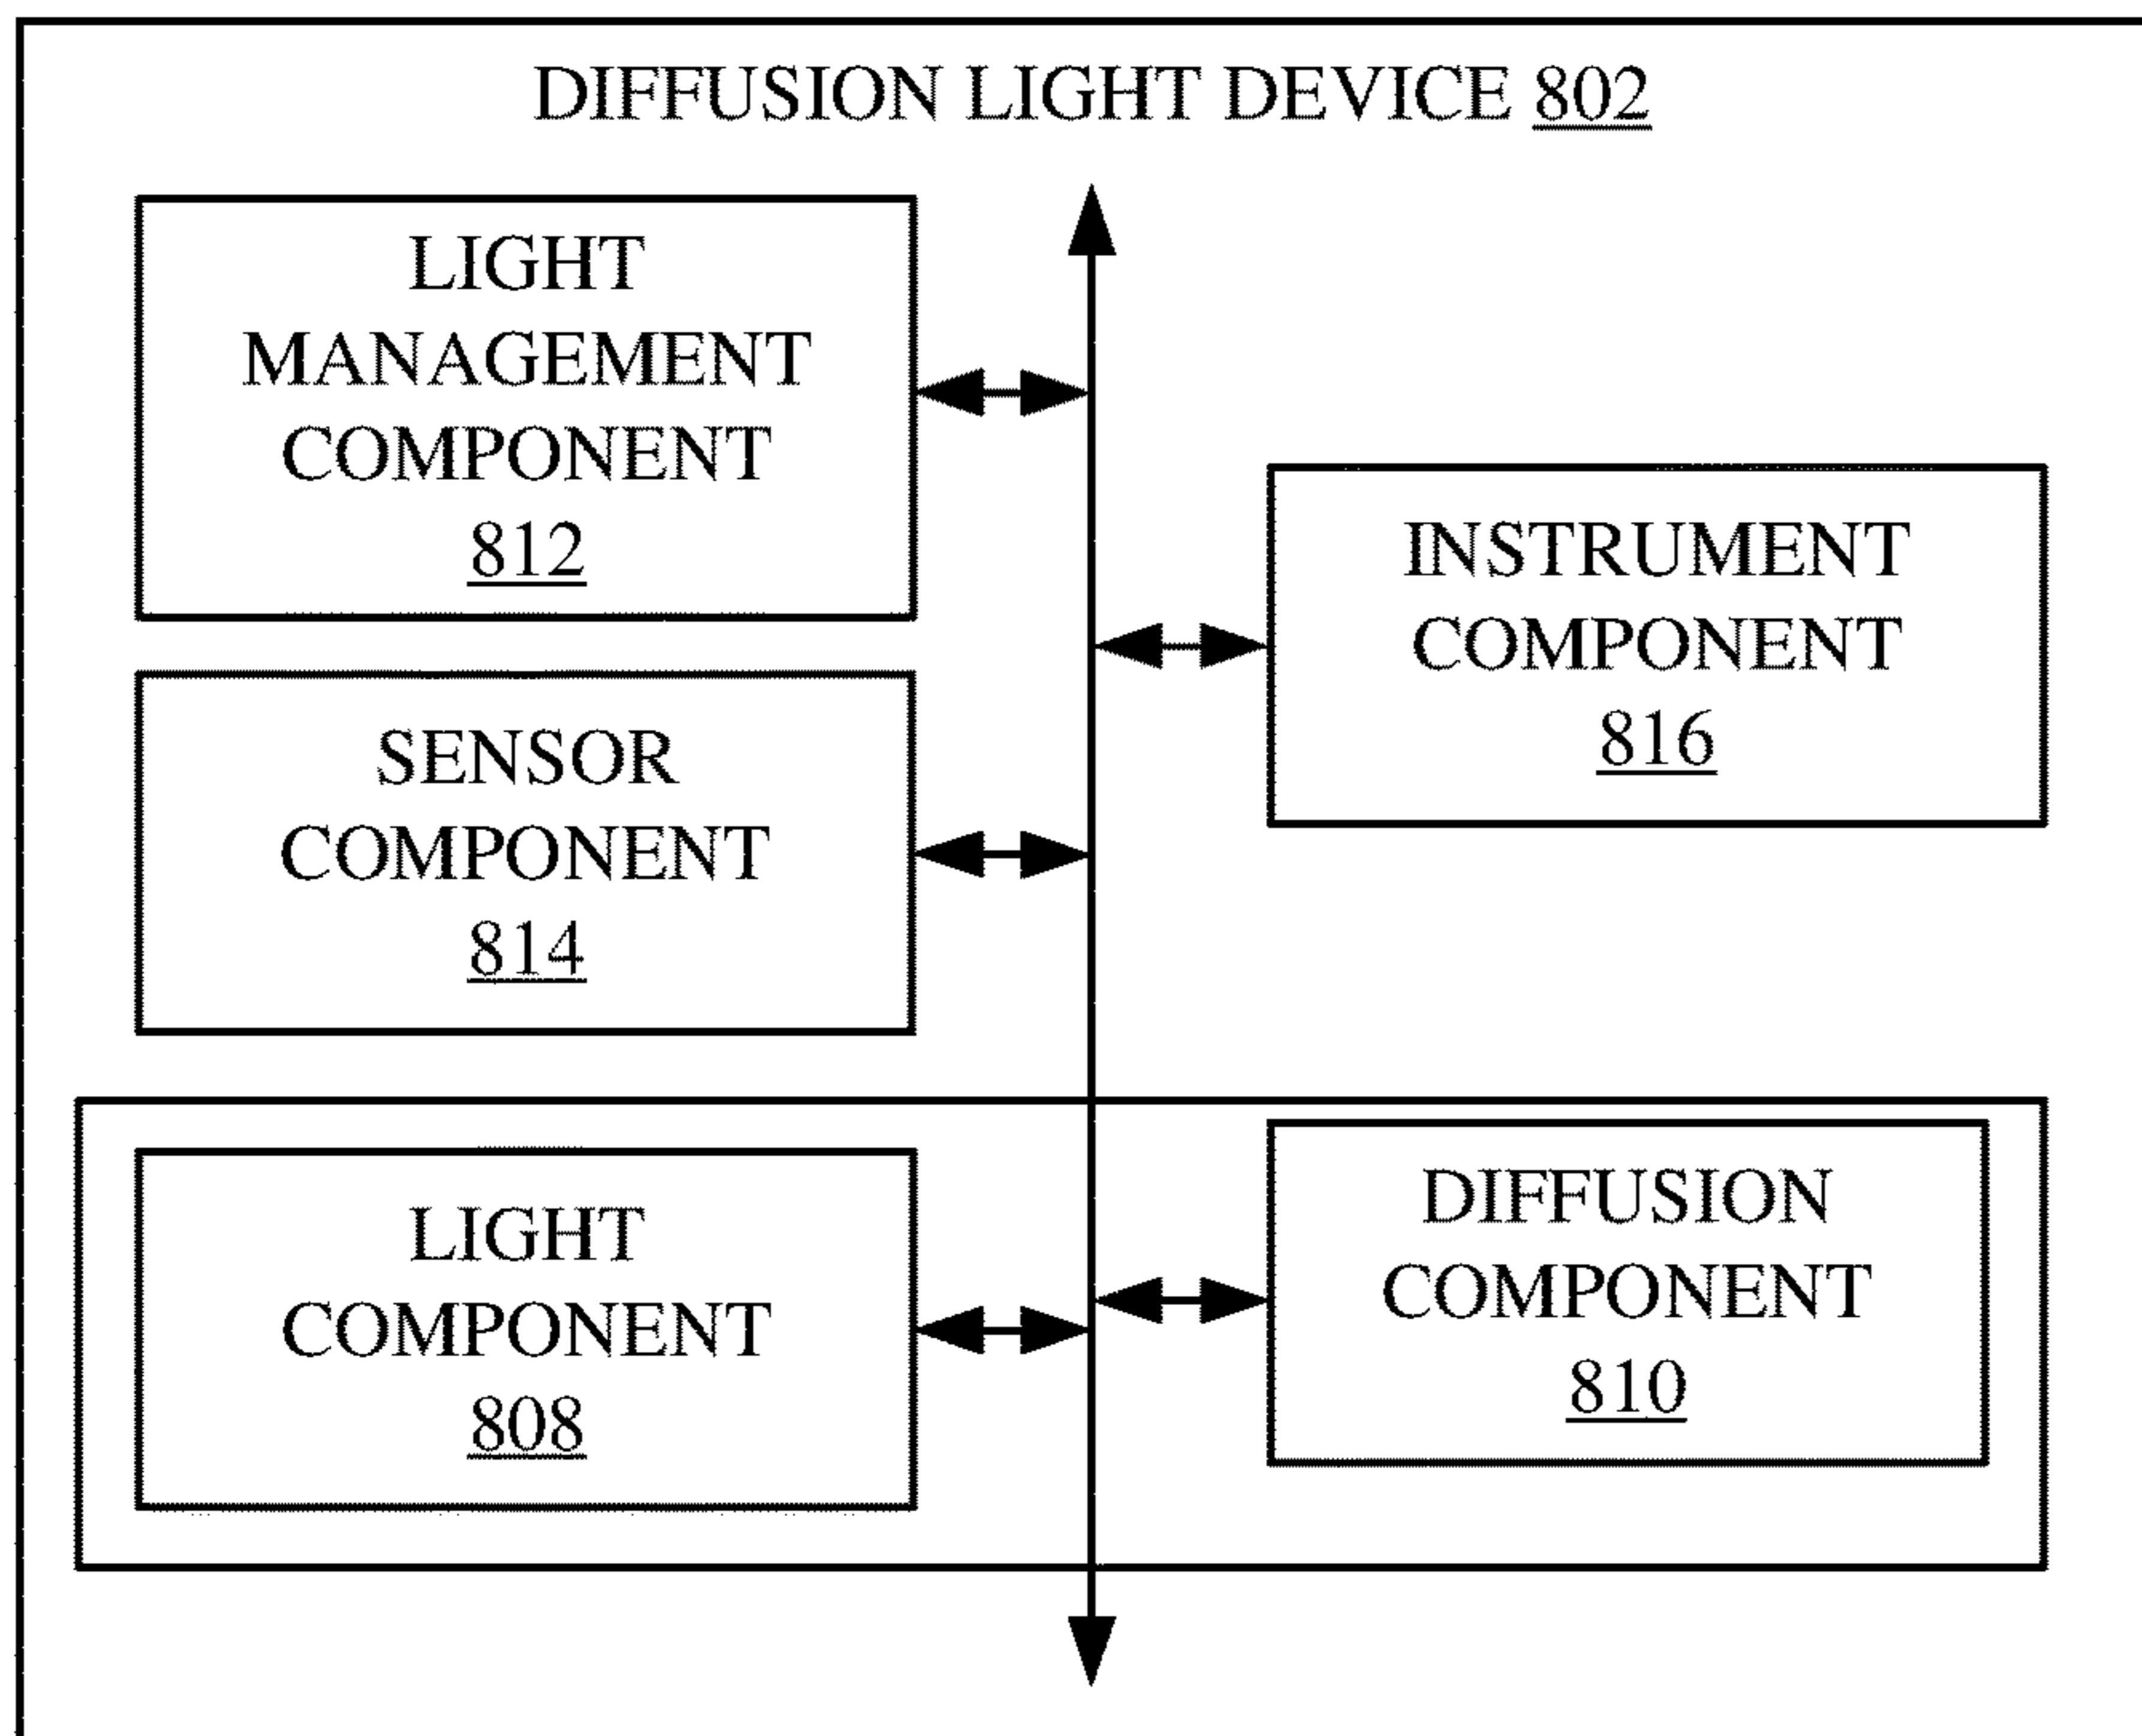 DIFFUSION LIGHT DEVICE 802
LIGHT
MANAGEMENT
COMPONENT
812
INSTRUMENT
COMPONENT
816
SENSOR
COMPONENT
814
LIGHT
COMPONENT
808
DIFFUSION
COMPONENT
810